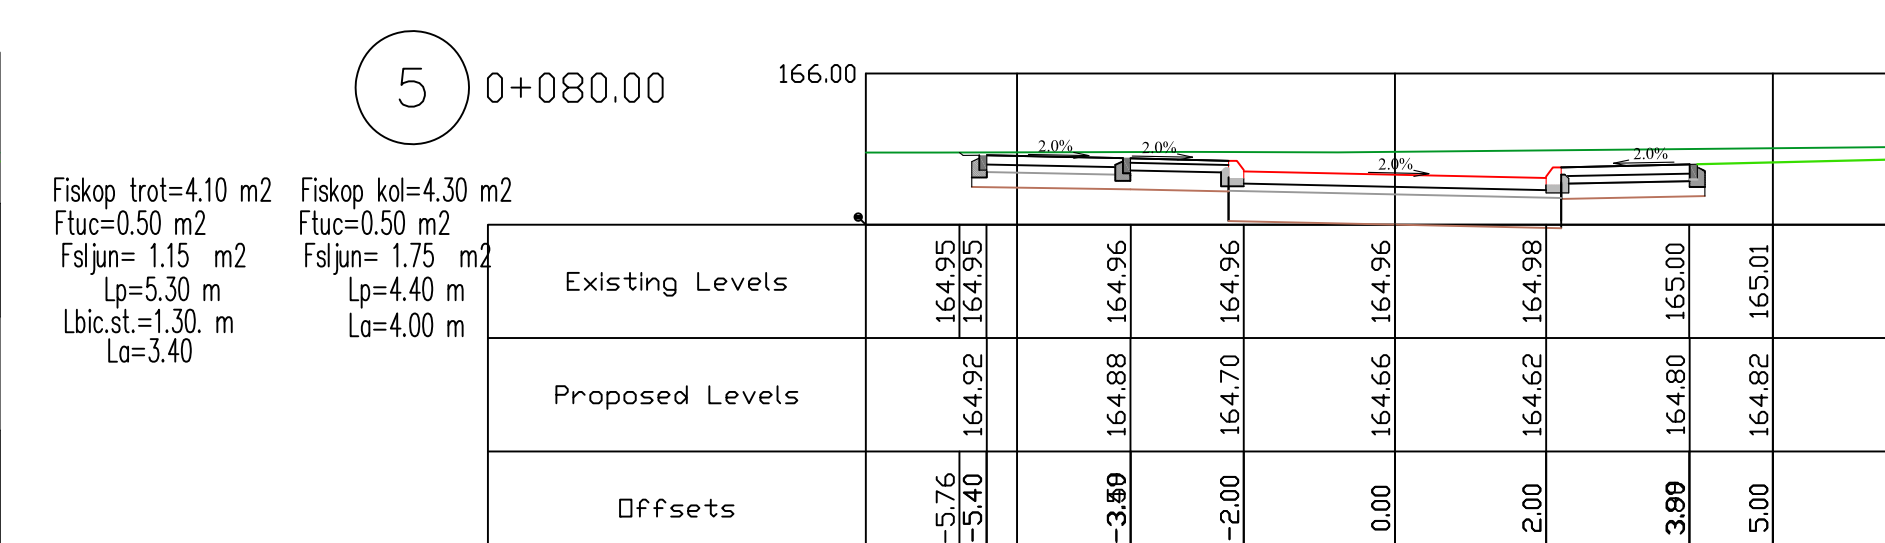 5 0+080.00
166.00
2.0% 2.0% 2.0% 2.0%
Fiskop trot=4.10 m2 Fiskop kol=4.30 m2
Ftuc=0.50 m2 Ftuc=0.50 m2
Fsljun= 1.15 m2 Fsljun= 1.75 m2
Lp=5.30 m Lp=4.40 m
Lbic.st.=1.30. m La=4.00 m
La=3.40
Existing Levels 164.95 164.95 164.96 164.96 164.96 164.98 165.00 165.01
Proposed Levels 164.92 164.88 164.70 164.66 164.62 164.80 164.82
Offsets -5.76 -5.40 -2.00 0.00 2.00 5.00